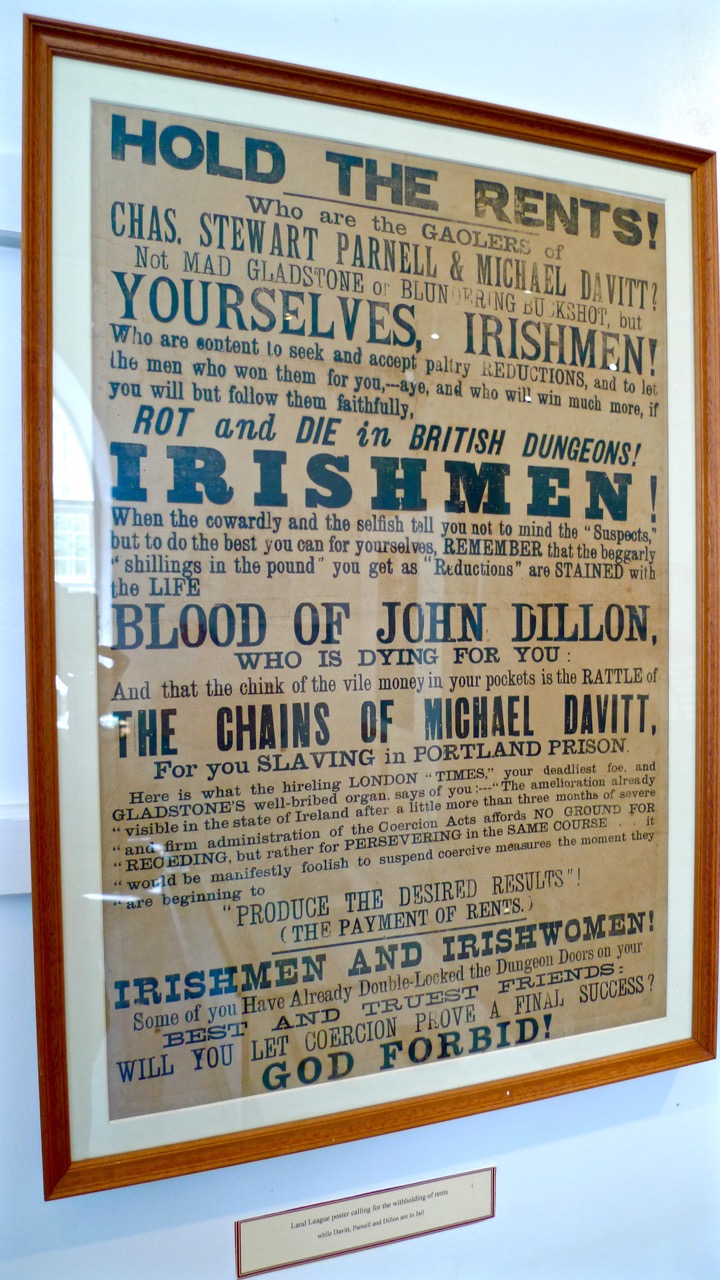 HOLD THE RENTS!
Who are the GAOLERS of
CHAS. STEWART PARNELL & MICHAEL DAVITT?
Not MAD GLADSTONE or BLUNDERING BUCKSHOT, but
YOURSELVES, IRISHMEN!
Who are content to seek and accept paltry REDUCTIONS, and to let
the men who won them for you,—aye, and who will win much more, if
you will but follow them faithfully,
ROT and DIE in BRITISH DUNGEONS!
IRISHMEN!
When the cowardly and the selfish tell you not to mind the "Suspects,"
but to do the best you can for yourselves, REMEMBER that the beggarly
"shillings in the pound" you get as "Reductions" are STAINED with
the LIFE
BLOOD OF JOHN DILLON,
WHO IS DYING FOR YOU:
And that the chink of the vile money in your pockets is the RATTLE of
THE CHAINS OF MICHAEL DAVITT,
For you SLAVING in PORTLAND PRISON.
Here is what the hireling LONDON "TIMES," your deadliest foe, and
GLADSTONE'S well-bribed organ. says of you:—"The amelioration already
"visible in the state of Ireland after a little more than three months of severe
"and firm administration of the Coercion Acts affords NO GROUND FOR
"RECEDING, but rather for PERSEVERING in the SAME COURSE . . it
"would be manifestly foolish to suspend coercive measures the moment they
"are beginning to
"PRODUCE THE DESIRED RESULTS"!
(THE PAYMENT OF RENTS.)
IRISHMEN AND IRISHWOMEN!
Some of you Have Already Double-Locked the Dungeon Doors on your
BEST AND TRUEST FRIENDS:
WILL YOU LET COERCION PROVE A FINAL SUCCESS?
GOD FORBID!
Land League poster calling for the withholding of rents
while Davitt, Parnell and Dillon are in Jail